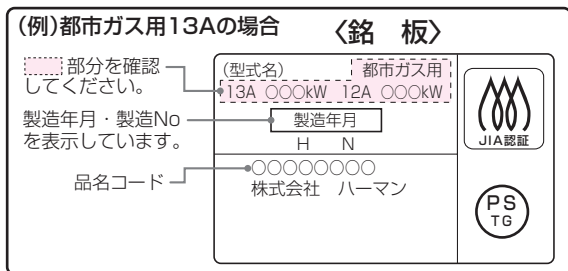 (例)都市ガス用13Aの場合
〈銘 板〉
部分を確認
してください。
製造年月・製造No
を表示しています。
品名コード
(型式名) 都市ガス用
13A ○○○kW 12A ○○○kW
製造年月
H N
○○○○○○○○
株式会社 ハーマン
JIA認証
PS
TG